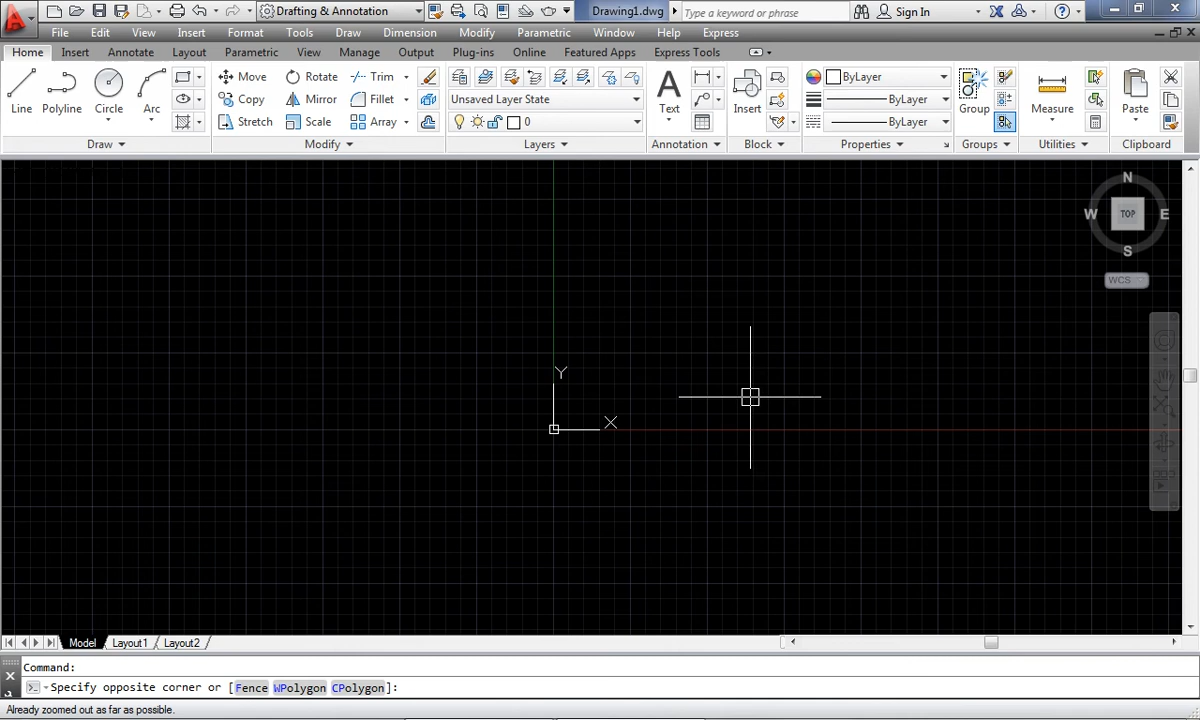 Drafting & Annotation Drawing1.dwg Type a keyword or phrase Sign In
File Edit View Insert Format Tools Draw Dimension Modify Parametric Window Help Express
Home Insert Annotate Layout Parametric View Manage Output Plug-ins Online Featured Apps Express Tools
Move Rotate Trim ByLayer
Unsaved Layer State
Line Polyline Circle Arc Copy Mirror Fillet Text Insert ByLayer Group Measure Paste
Stretch Scale Array 0 ByLayer
Draw Modify Layers Annotation Block Properties Groups Utilities Clipboard
N
W TOP E
S
WCS
Y
X
Model Layout1 Layout2
Command:
Specify opposite corner or [Fence WPolygon CPolygon]:
Already zoomed out as far as possible.